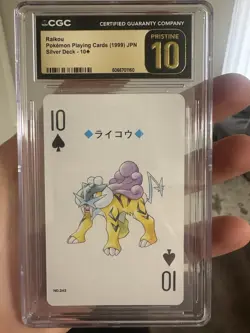 CGC
CERTIFIED GUARANTY COMPANY
Raikou
Pokémon Playing Cards (1999) JPN
Silver Deck - 10♠
PRISTINE
10
10
♠
◆ライコウ◆
♠
10